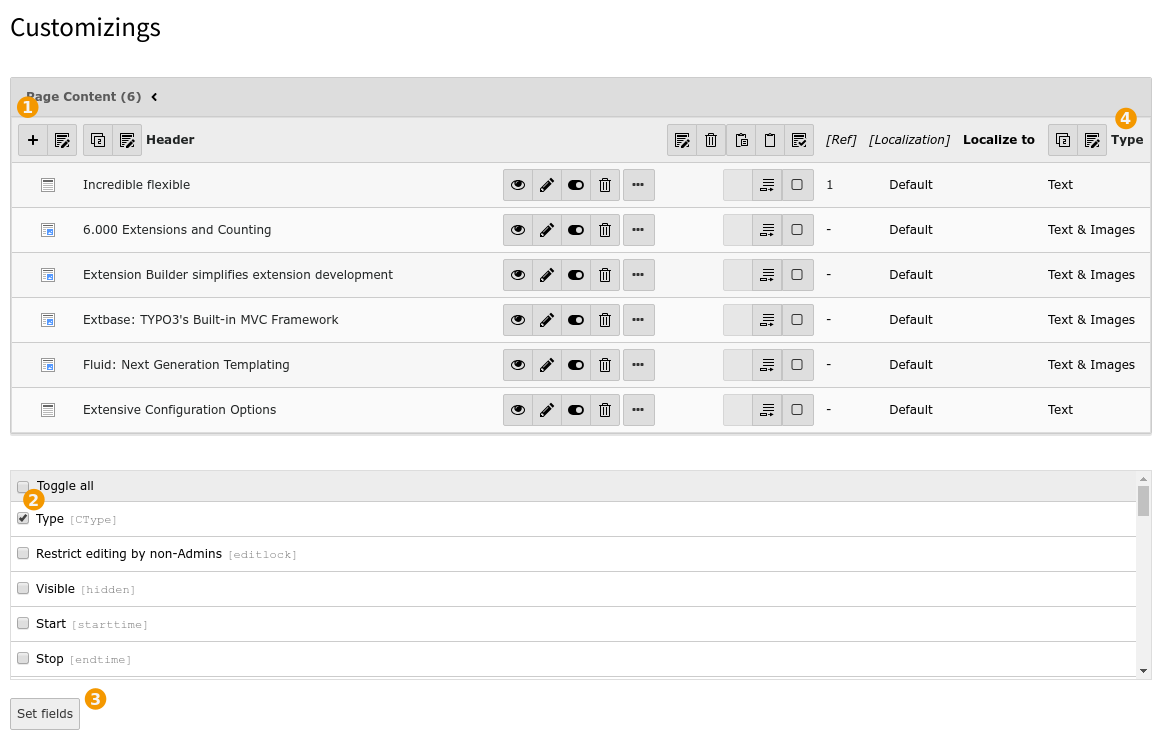 Customizings
Page Content (6)
1
4
Header [Ref] [Localization] Localize to Type
Incredible flexible 1 Default Text
6.000 Extensions and Counting - Default Text & Images
Extension Builder simplifies extension development - Default Text & Images
Extbase: TYPO3's Built-in MVC Framework - Default Text & Images
Fluid: Next Generation Templating - Default Text & Images
Extensive Configuration Options - Default Text
Toggle all
2
Type [CType]
Restrict editing by non-Admins [editlock]
Visible [hidden]
Start [starttime]
Stop [endtime]
3
Set fields